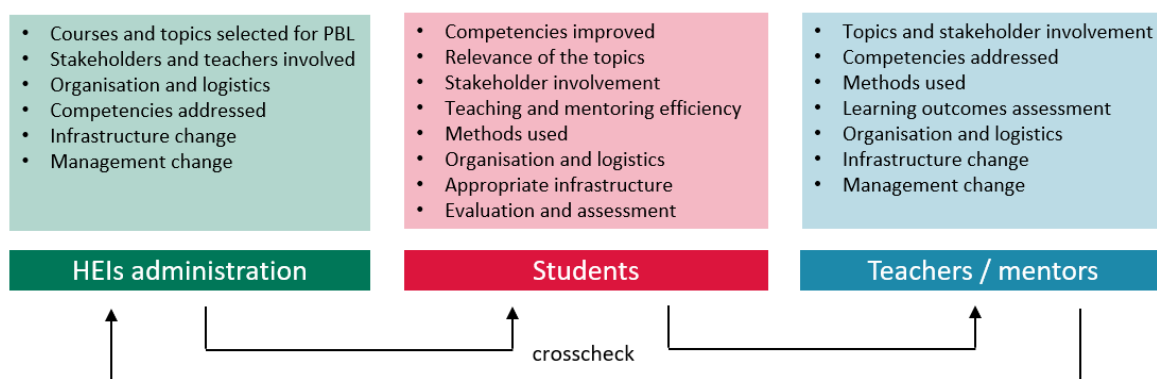 • Courses and topics selected for PBL
• Stakeholders and teachers involved
• Organisation and logistics
• Competencies addressed
• Infrastructure change
• Management change
HEIs administration
• Competencies improved
• Relevance of the topics
• Stakeholder involvement
• Teaching and mentoring efficiency
• Methods used
• Organisation and logistics
• Appropriate infrastructure
• Evaluation and assessment
Students
• Topics and stakeholder involvement
• Competencies addressed
• Methods used
• Learning outcomes assessment
• Organisation and logistics
• Infrastructure change
• Management change
Teachers / mentors
crosscheck